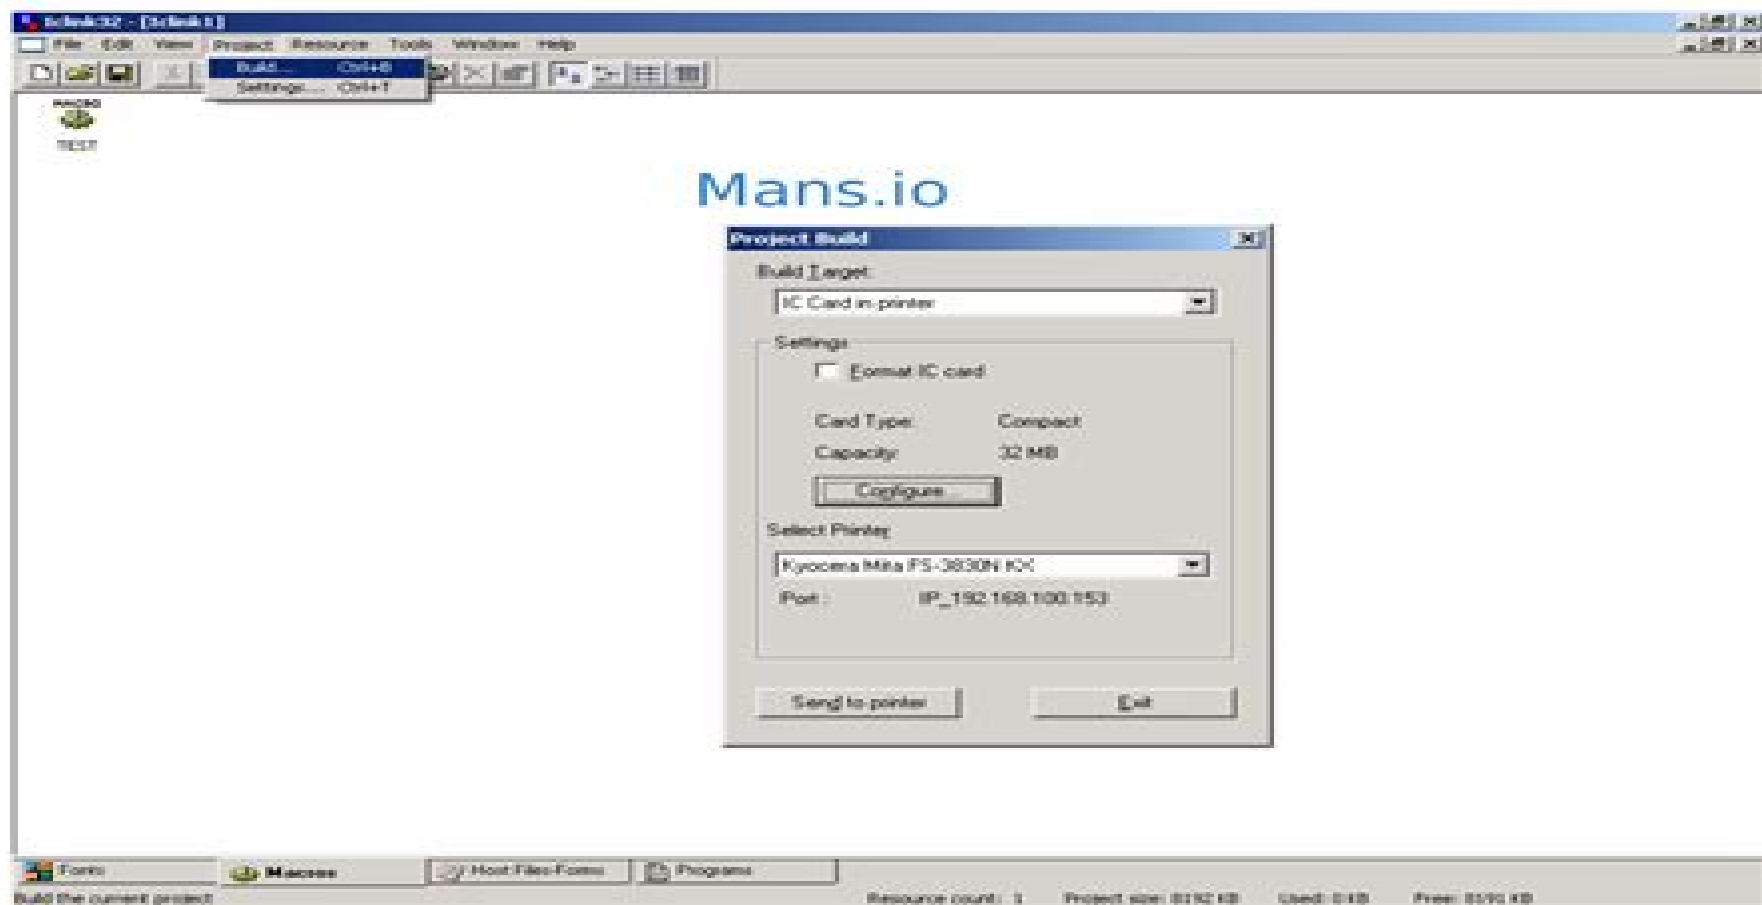 Iclink32 - [Iclink1]
File Edit View Project Resource Tools Window Help
Build... Ctrl+B
Settings... Ctrl+T
MACRO
TEST
Mans.io
Project Build
Build Target:
IC Card in printer
Settings
Format IC card
Card Type: Compact
Capacity: 32 MB
Configure...
Select Printer
Kyocera Mita FS-3830N KX
Port : IP_192.168.100.153
Send to printer Exit
Fonts Macros Host Files-Forms Programs
Build the current project Resource count: 1 Project size: 8192 KB Used: 0 KB Free: 8191 KB